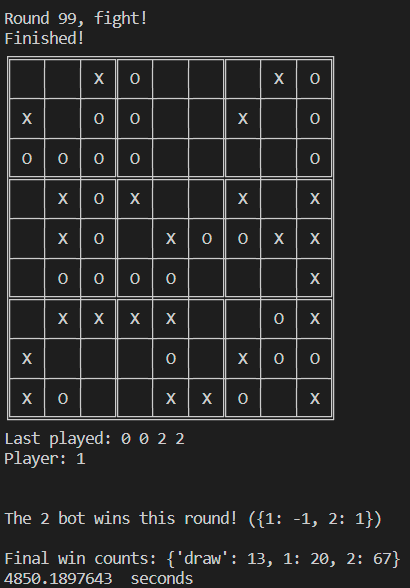 Round 99, fight!
Finished!
X O X O
X O O X O
O O O O O
X O X X X
X O X O O X X
O O O O X
X X X X O X
X O X O O
X O X X O X
Last played: 0 0 2 2
Player: 1
The 2 bot wins this round! ({1: -1, 2: 1})
Final win counts: {'draw': 13, 1: 20, 2: 67}
4850.1897643 seconds